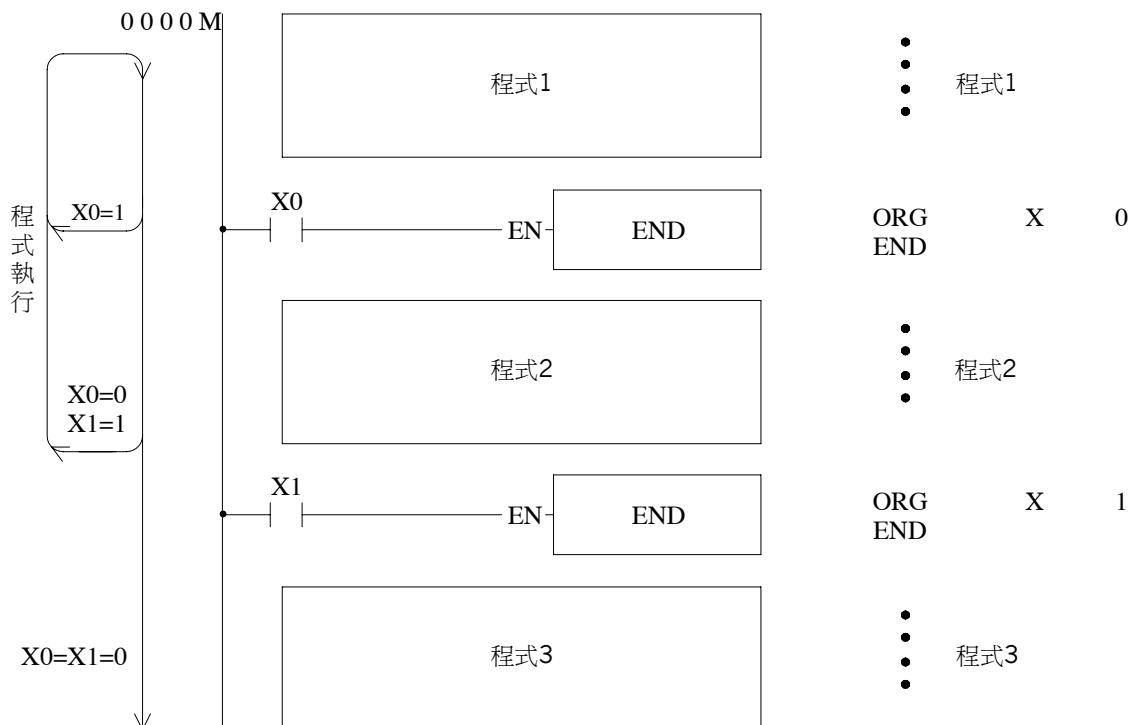 0000M
程式1
程式1
程式執行
X0=1
X0
EN
END
ORG X 0
END
程式2
程式2
X0=0
X1=1
X1
EN
END
ORG X 1
END
X0=X1=0
程式3
程式3